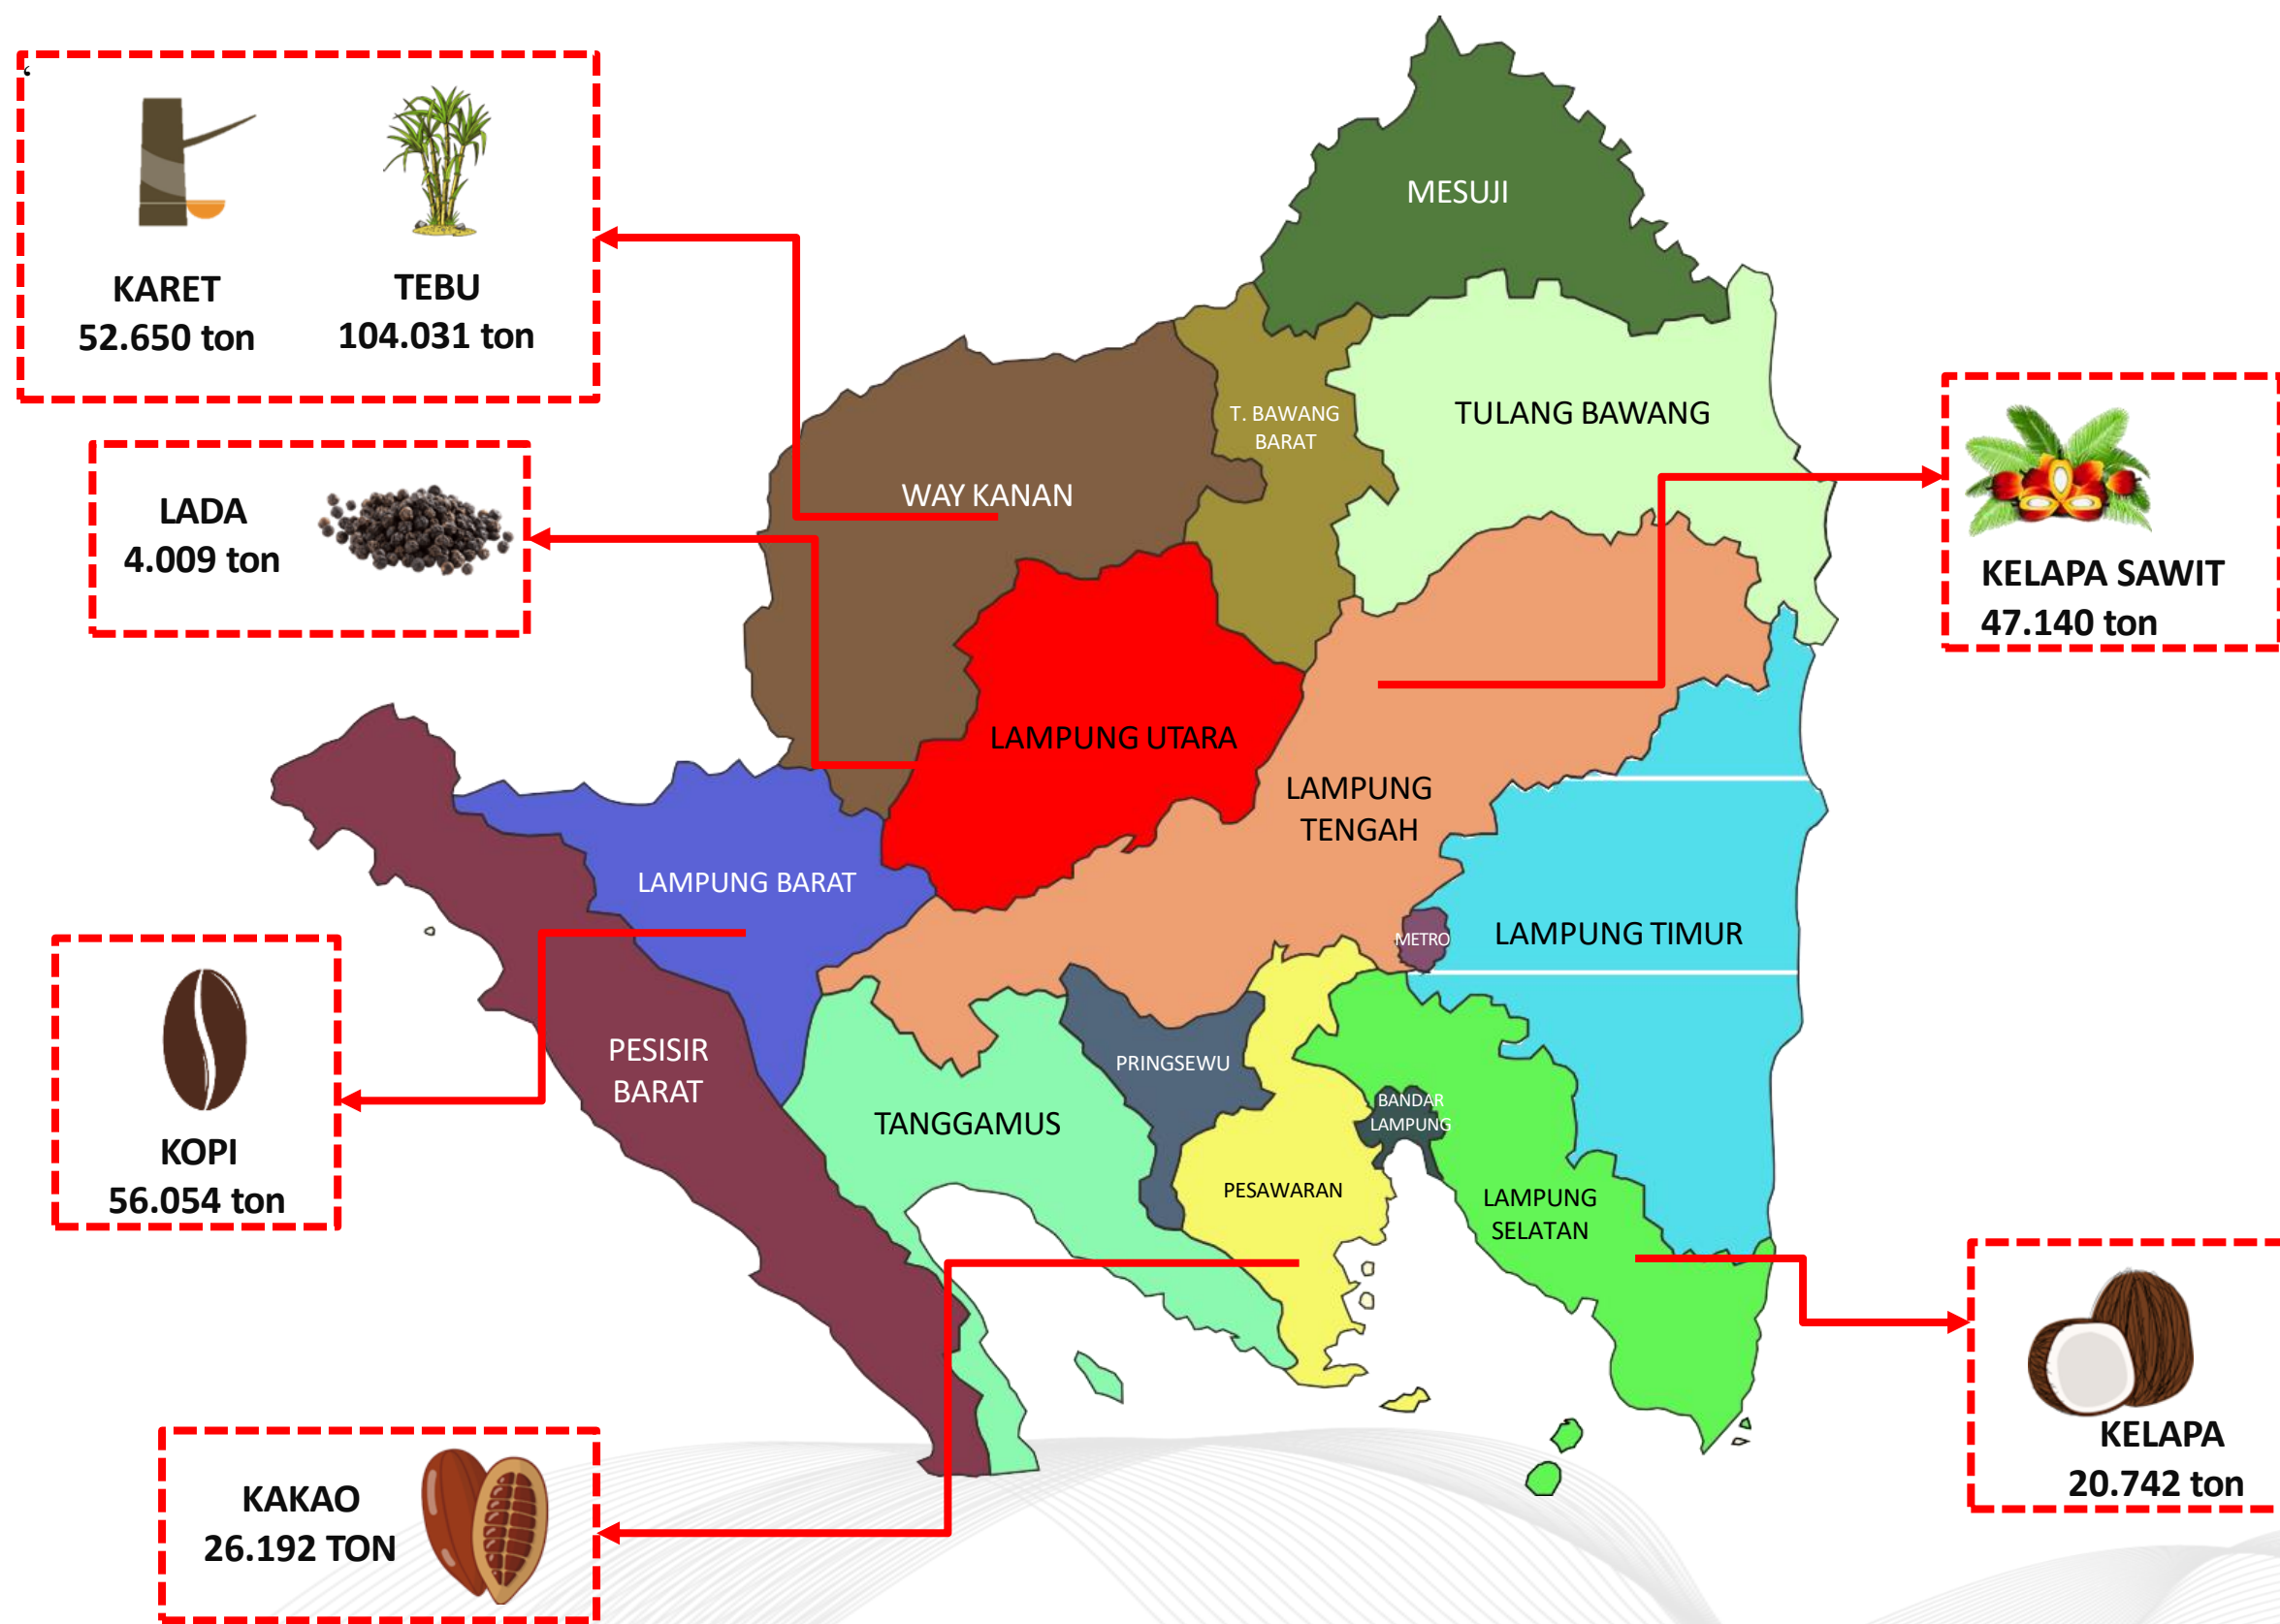 ‘
KARET
52.650 ton
TEBU
104.031 ton
LADA
4.009 ton
KOPI
56.054 ton
KAKAO
26.192 TON
MESUJI
T. BAWANG
BARAT
TULANG BAWANG
WAY KANAN
LAMPUNG UTARA
LAMPUNG
TENGAH
LAMPUNG BARAT
METRO
LAMPUNG TIMUR
PESISIR
BARAT
PRINGSEWU
TANGGAMUS
BANDAR
LAMPUNG
PESAWARAN
LAMPUNG
SELATAN
KELAPA SAWIT
47.140 ton
KELAPA
20.742 ton